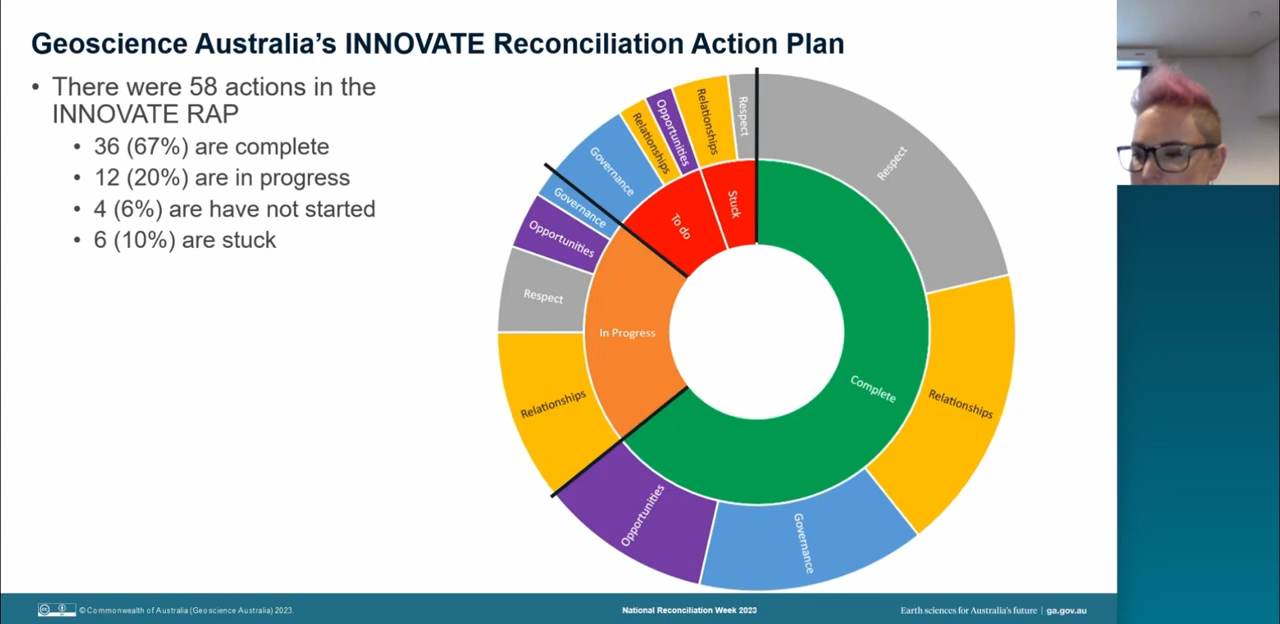 Geoscience Australia's INNOVATE Reconciliation Action Plan
• There were 58 actions in the
INNOVATE RAP
• 36 (67%) are complete
• 12 (20%) are in progress
• 4 (6%) are have not started
• 6 (10%) are stuck
Respect
Relationships
Governance
Opportunities
Relationships
Respect
Opportunities
Governance
Governance
Relationships
Opportunities
Relationships
Respect
Complete
In Progress
To do
Stuck
© Commonwealth of Australia (Geoscience Australia) 2023.
National Reconciliation Week 2023
Earth sciences for Australia's future | ga.gov.au